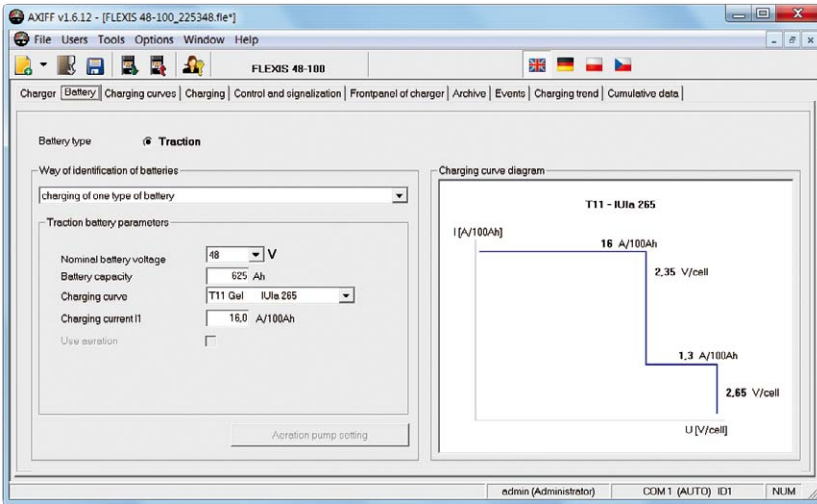 AXIFF v1.6.12 - [FLEXIS 48-100_225348.fle*]
File Users Tools Options Window Help
FLEXIS 48-100
Charger Battery Charging curves Charging Control and signalization Frontpanel of charger Archive Events Charging trend Cumulative data
Battery type Traction
Way of identification of batteries
charging of one type of battery
Traction battery parameters
Nominal battery voltage 48 V
Battery capacity 625 Ah
Charging curve T11 Gel IUIa 265
Charging current I1 16,0 A/100Ah
Use aeration
Aeration pump setting
Charging curve diagram
T11 - IUIa 265
I [A/100Ah]
16 A/100Ah
2,35 V/cell
1,3 A/100Ah
2,65 V/cell
U [V/cell]
admin (Administrator) COM1 (AUTO) ID1 NUM